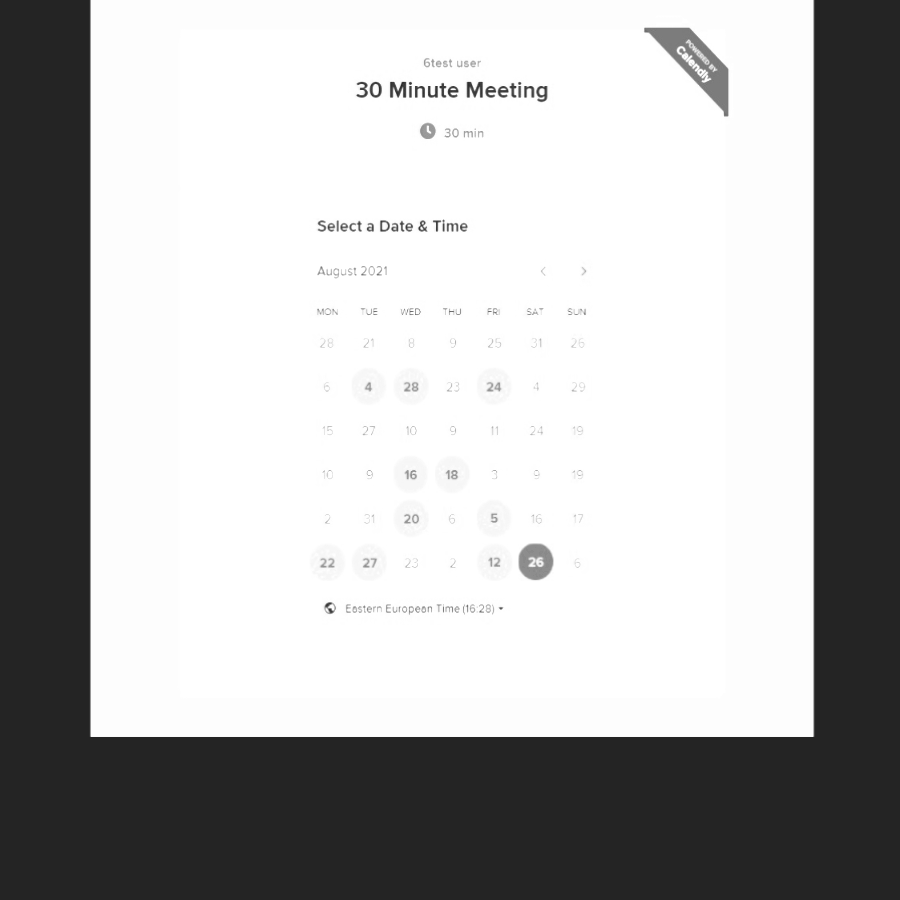 6test user
30 Minute Meeting
30 min
POWERED BY
Calendly
Select a Date & Time
August 2021
MON TUE WED THU FRI SAT SUN
28 21 8 9 25 31 26
6 4 28 23 24 4 29
15 27 10 9 11 24 19
10 9 16 18 3 9 19
2 31 20 6 5 16 17
22 27 23 2 12 26 6
Eastern European Time (16:28)